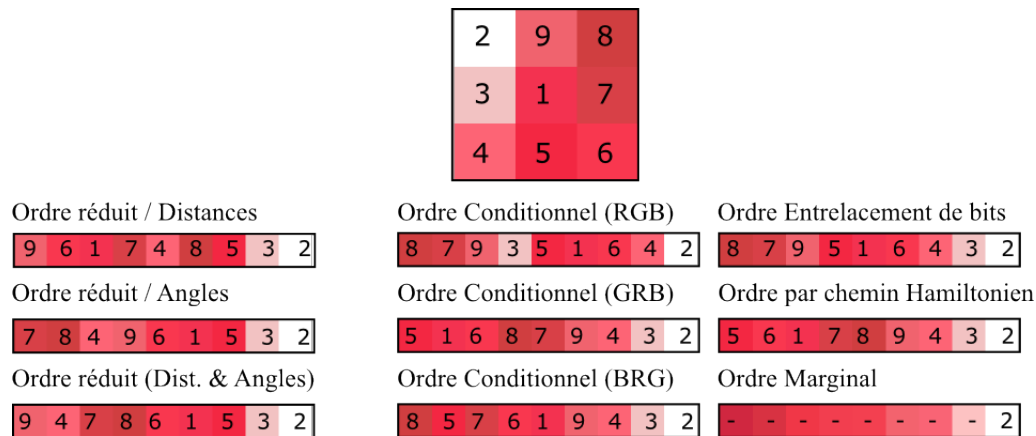 2 9 8
3 1 7
4 5 6
Ordre réduit / Distances
9 6 1 7 4 8 5 3 2
Ordre réduit / Angles
7 8 4 9 6 1 5 3 2
Ordre réduit (Dist. & Angles)
9 4 7 8 6 1 5 3 2
Ordre Conditionnel (RGB)
8 7 9 3 5 1 6 4 2
Ordre Conditionnel (GRB)
5 1 6 8 7 9 4 3 2
Ordre Conditionnel (BRG)
8 5 7 6 1 9 4 3 2
Ordre Entrelacement de bits
8 7 9 5 1 6 4 3 2
Ordre par chemin Hamiltonien
5 6 1 7 8 9 4 3 2
Ordre Marginal
- - - - - - - - 2